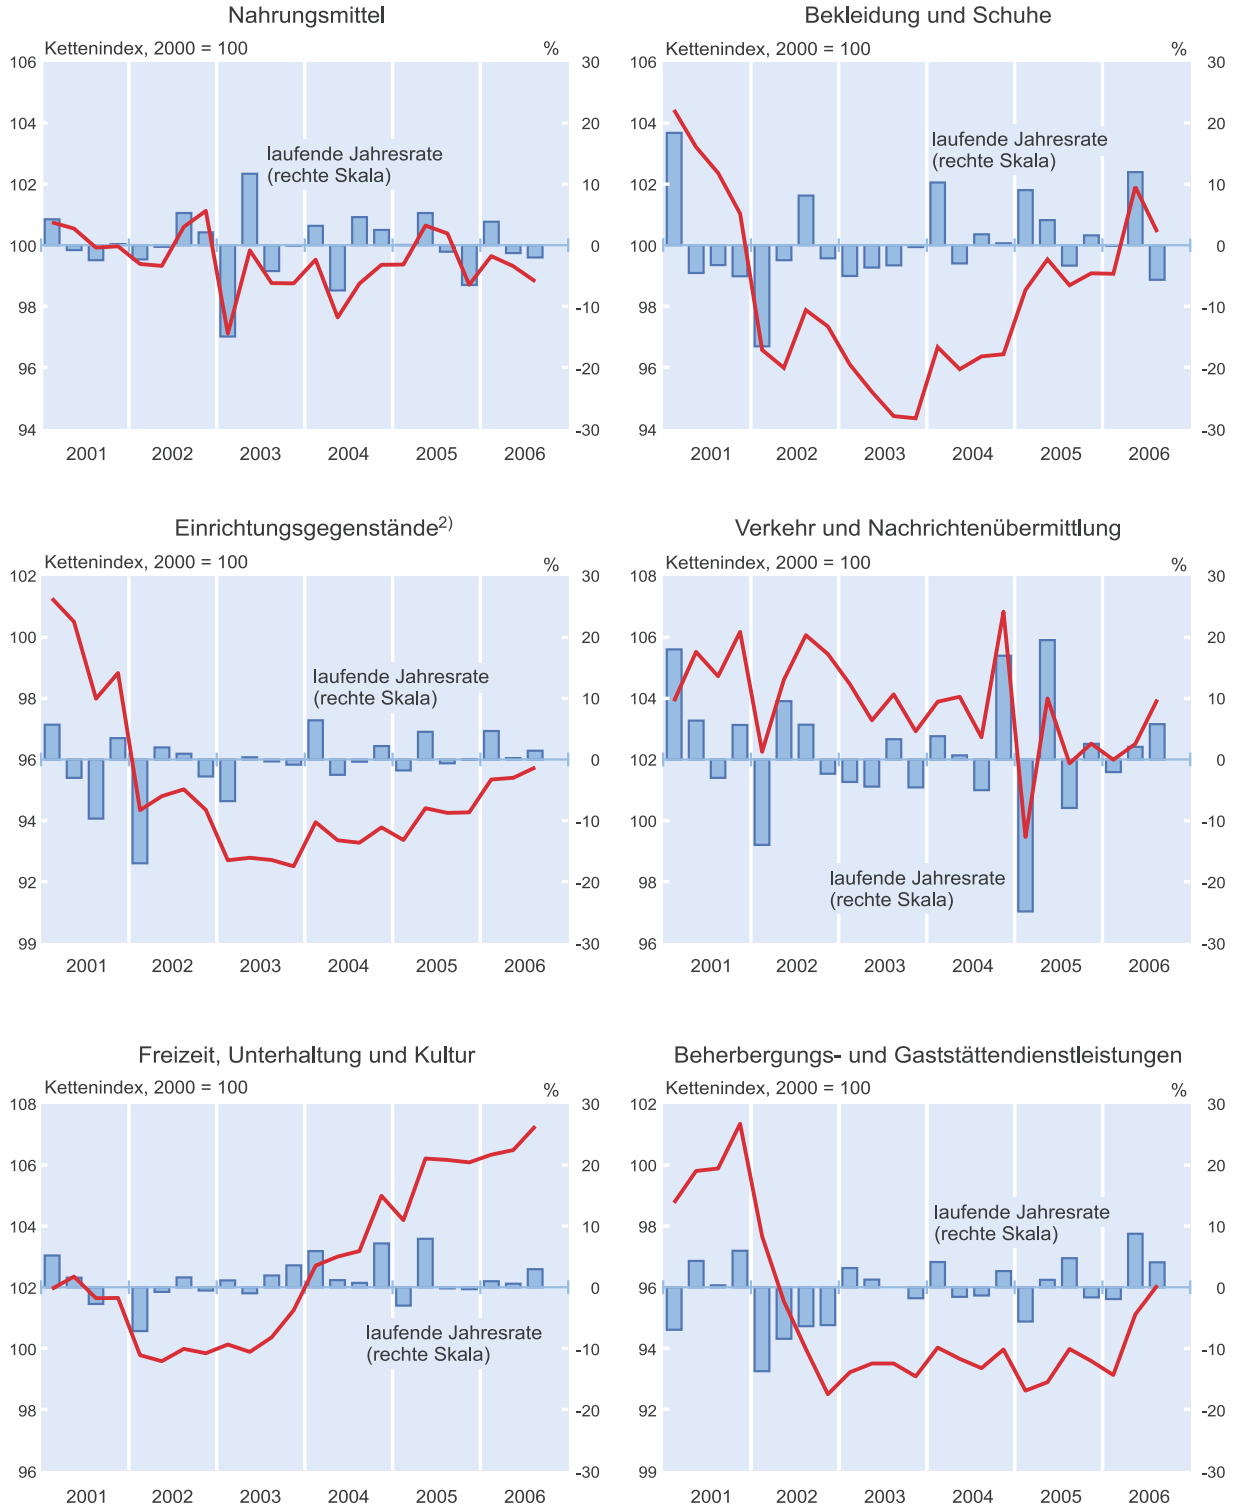 Nahrungsmittel
Kettenindex, 2000 = 100 %
106 30
104 20
laufende Jahresrate
(rechte Skala)
102 10
100 0
98 -10
96 -20
94 -30
2001 2002 2003 2004 2005 2006
Bekleidung und Schuhe
Kettenindex, 2000 = 100 %
106 30
104 20
laufende Jahresrate
(rechte Skala)
102 10
100 0
98 -10
96 -20
94 -30
2001 2002 2003 2004 2005 2006
Einrichtungsgegenstände2)
Kettenindex, 2000 = 100 %
102 30
100 20
laufende Jahresrate
(rechte Skala)
98 10
96 0
94 -10
92 -20
99 -30
2001 2002 2003 2004 2005 2006
Verkehr und Nachrichtenübermittlung
Kettenindex, 2000 = 100 %
108 30
106 20
104 10
102 0
100 -10
laufende Jahresrate
98 -20
(rechte Skala)
96 -30
2001 2002 2003 2004 2005 2006
Freizeit, Unterhaltung und Kultur
Kettenindex, 2000 = 100 %
108 30
106 20
104 10
102 0
laufende Jahresrate
100 -10
(rechte Skala)
98 -20
96 -30
2001 2002 2003 2004 2005 2006
Beherbergungs- und Gaststättendienstleistungen
Kettenindex, 2000 = 100 %
102 30
100 20
laufende Jahresrate
98 10
(rechte Skala)
96 0
94 -10
92 -20
99 -30
2001 2002 2003 2004 2005 2006